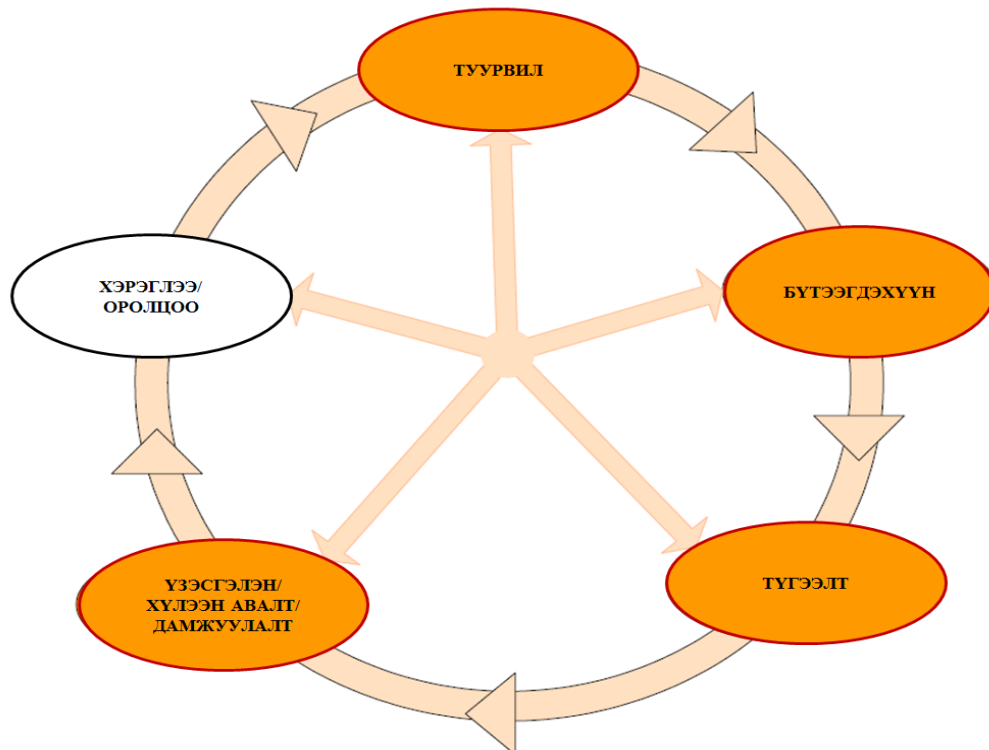 ТУУРВИЛ
БҮТЭЭГДЭХҮҮН
ТҮГЭЭЛТ
ҮЗЭСГЭЛЭН/
ХҮЛЭЭН АВАЛТ/
ДАМЖУУЛАЛТ
ХЭРЭГЛЭЭ/
ОРОЛЦОО